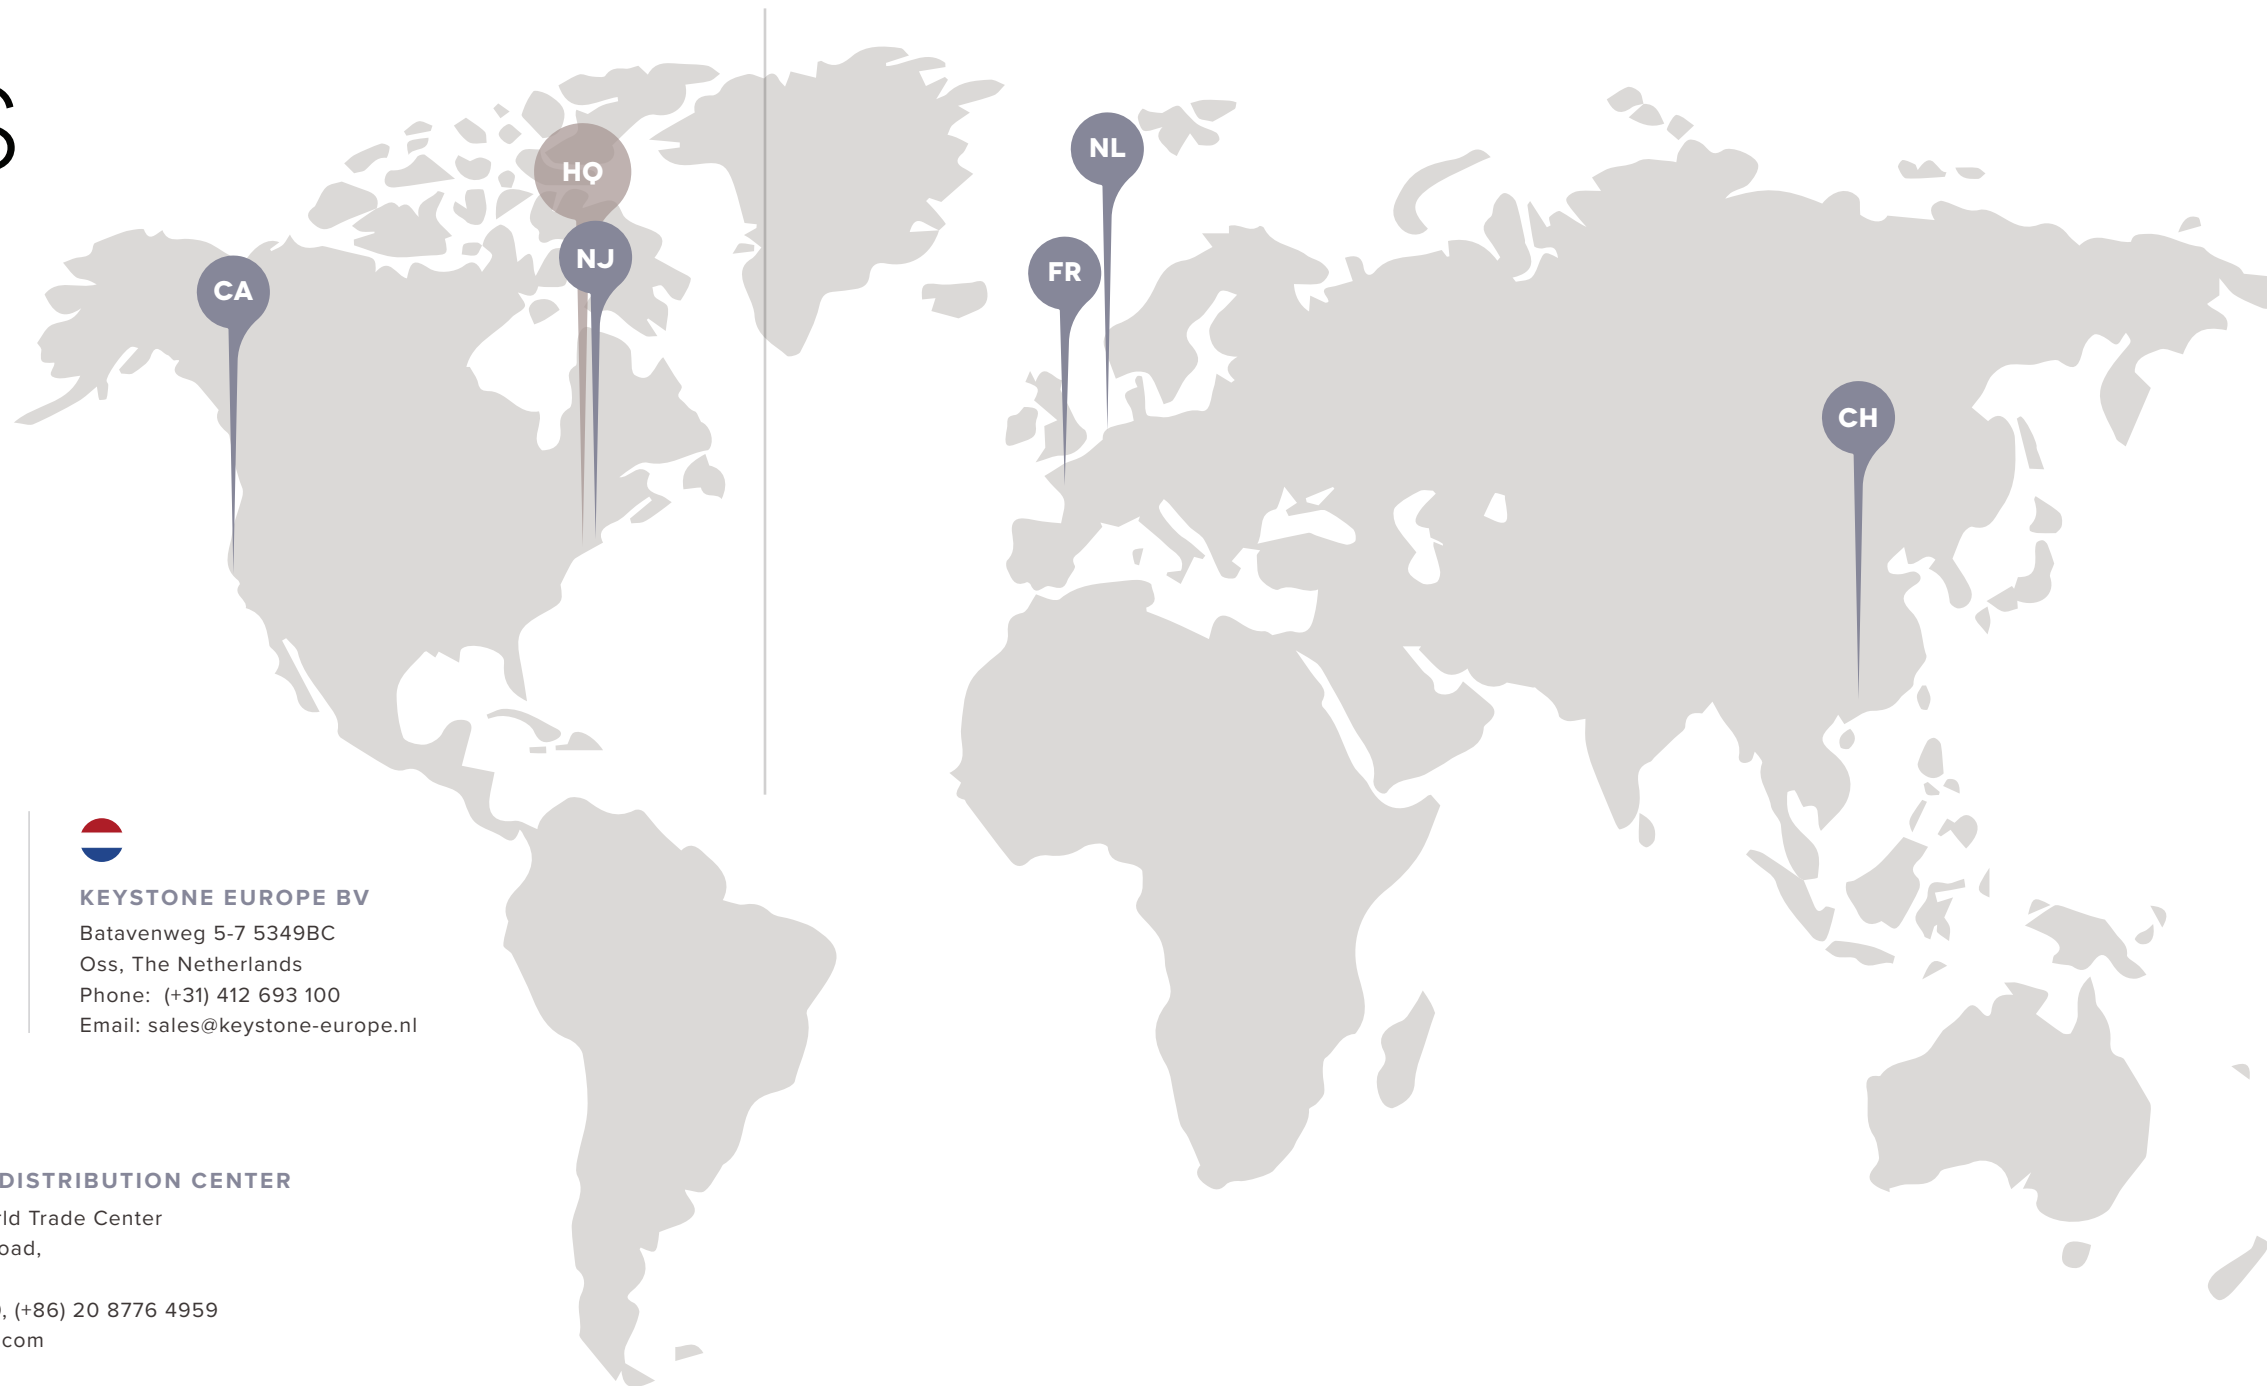 S
HQ
NL
NJ
FR
CA
CH
KEYSTONE EUROPE BV
Batavenweg 5-7 5349BC
Oss, The Netherlands
Phone: (+31) 412 693 100
Email: sales@keystone-europe.nl
DISTRIBUTION CENTER
Trade Center
(+86) 20 8776 4959
com